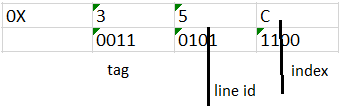 0X 3 5 C
0011 0101 1100
tag line id index